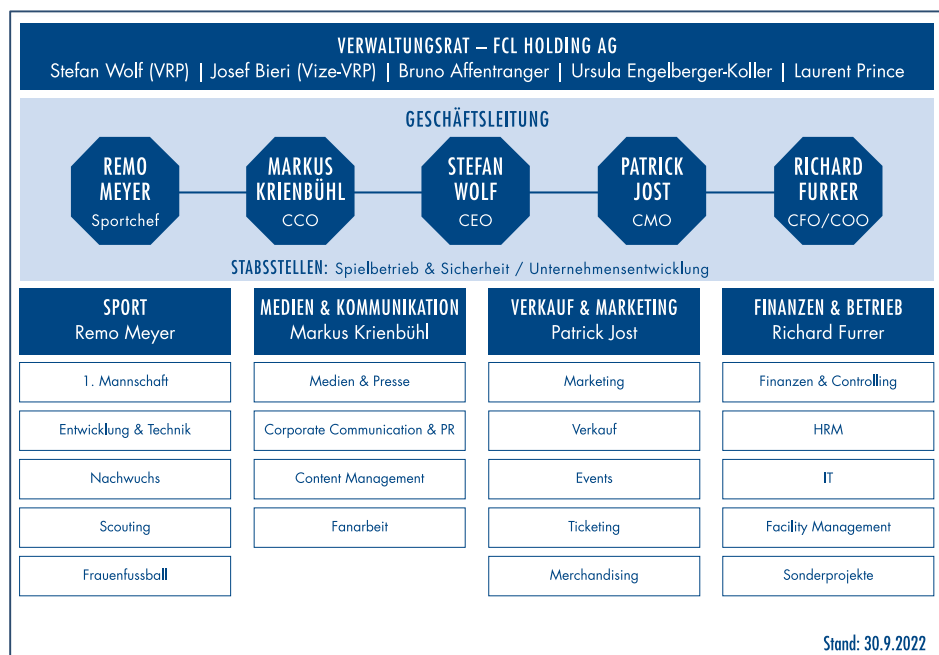 VERWALTUNGSRAT – FCL HOLDING AG
Stefan Wolf (VRP) | Josef Bieri (Vize-VRP) | Bruno Affentranger | Ursula Engelberger-Koller | Laurent Prince
GESCHÄFTSLEITUNG
REMO
MEYER
Sportchef
MARKUS
KRIENBÜHL
CCO
STEFAN
WOLF
CEO
PATRICK
JOST
CMO
RICHARD
FURRER
CFO/COO
STABSSTELLEN: Spielbetrieb & Sicherheit / Unternehmensentwicklung
SPORT
Remo Meyer
1. Mannschaft
Entwicklung & Technik
Nachwuchs
Scouting
Frauenfussball
MEDIEN & KOMMUNIKATION
Markus Krienbühl
Medien & Presse
Corporate Communication & PR
Content Management
Fanarbeit
VERKAUF & MARKETING
Patrick Jost
Marketing
Verkauf
Events
Ticketing
Merchandising
FINANZEN & BETRIEB
Richard Furrer
Finanzen & Controlling
HRM
IT
Facility Management
Sonderprojekte
Stand: 30.9.2022